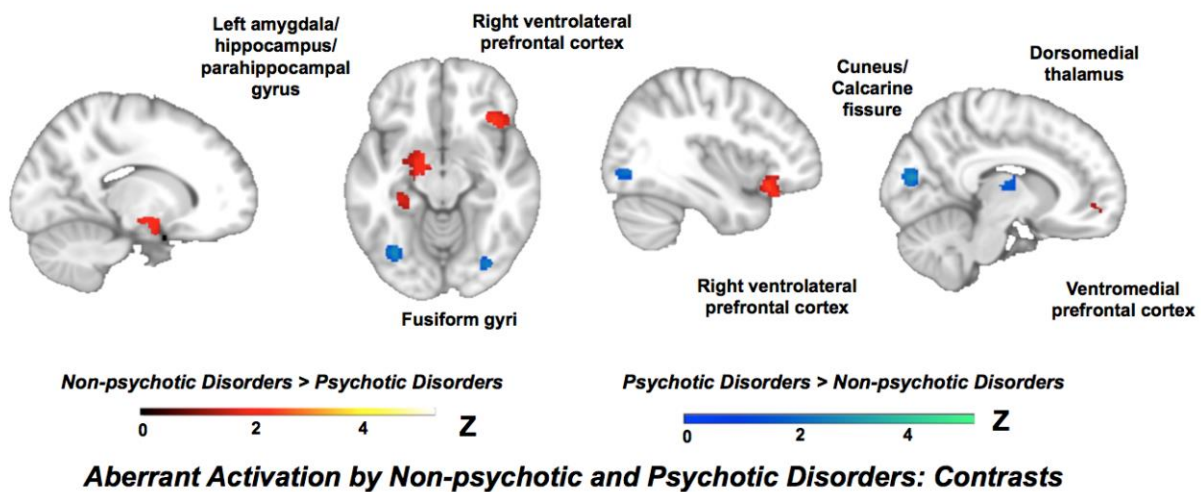 Left amygdala/
hippocampus/
parahippocampal
gyrus
Right ventrolateral
prefrontal cortex
Cuneus/
Calcarine
fissure
Dorsomedial
thalamus
Fusiform gyri
Right ventrolateral
prefrontal cortex
Ventromedial
prefrontal cortex
Non-psychotic Disorders > Psychotic Disorders
0 2 4 Z
Psychotic Disorders > Non-psychotic Disorders
0 2 4 Z
Aberrant Activation by Non-psychotic and Psychotic Disorders: Contrasts